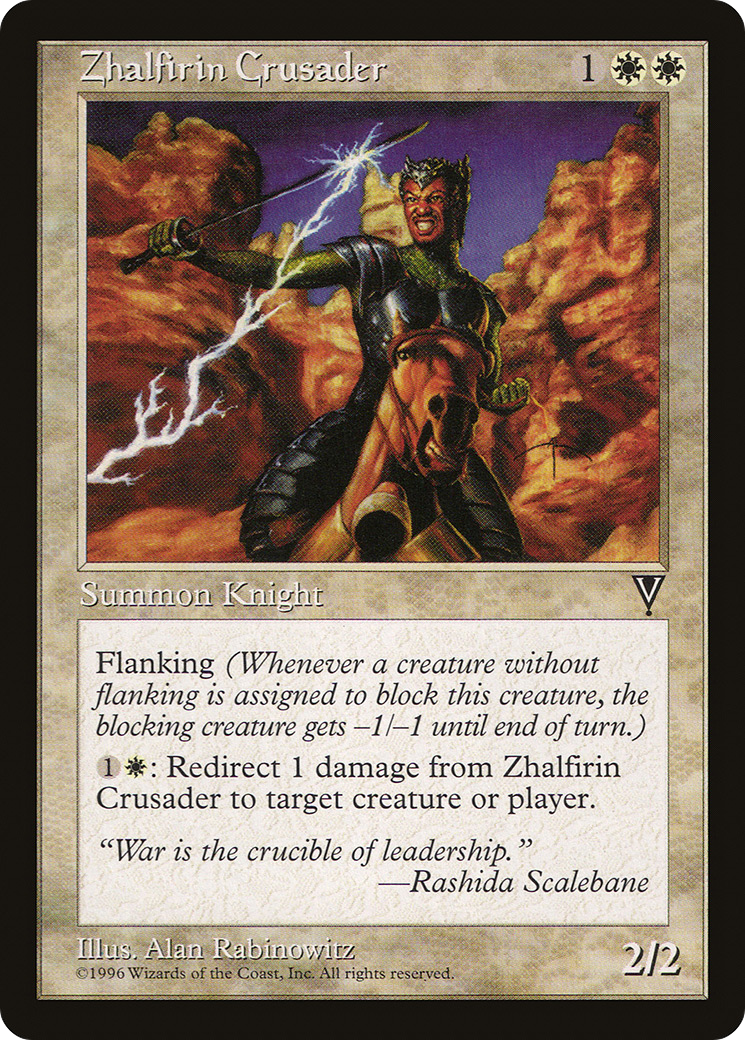 Zhalfirin Crusader 1
Summon Knight
V
Flanking (Whenever a creature without
flanking is assigned to block this creature, the
blocking creature gets –1/–1 until end of turn.)
1: Redirect 1 damage from Zhalfirin
Crusader to target creature or player.
“War is the crucible of leadership.”
—Rashida Scalebane
Illus. Alan Rabinowitz
©1996 Wizards of the Coast, Inc. All rights reserved.
2/2